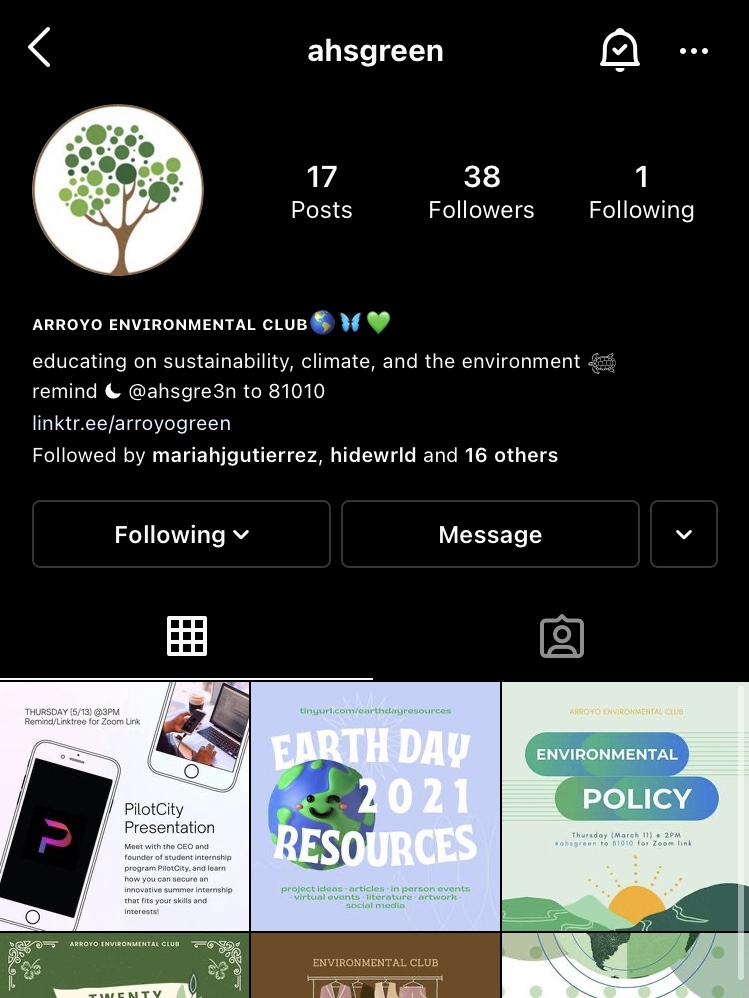 ahsgreen
17 38 1
Posts Followers Following
ARROYO ENVIRONMENTAL CLUB🌎🦋💚
educating on sustainability, climate, and the environment 🐢
remind ☾ @ahsgre3n to 81010
linktr.ee/arroyogreen
Followed by mariahjgutierrez, hidewrld and 16 others
Following Message
THURSDAY (5/13) @3PM
Remind/Linktree for Zoom Link
PilotCity
Presentation
Meet with the CEO and
founder of student internship
program PilotCity, and learn
how you can secure an
innovative summer internship
that fits your skills and
interests!
tinyurl.com/earthdayresources
EARTH DAY
2021
RESOURCES
project ideas · articles · in person events
· virtual events · literature · artwork ·
social media
ARROYO ENVIRONMENTAL CLUB
ENVIRONMENTAL
POLICY
Thursday (March 11) • 2PM
#ahsgreen to 81010 for Zoom link
ARROYO ENVIRONMENTAL CLUB
TWENTY
ENVIRONMENTAL CLUB